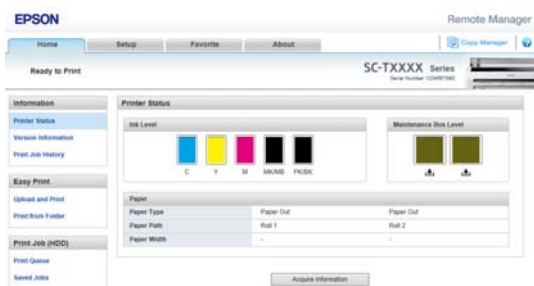 EPSON
Remote Manager
Home Setup Favorite About Copy Manager
Ready to Print
SC-TXXXX Series
Serial Number 1234567890
Information
Printer Status
Version Information
Print Job History
Easy Print
Upload and Print
Print from Folder
Print Job (HDD)
Print Queue
Saved Jobs
Printer Status
Ink Level
C Y M MK/MB PK/BK
Maintenance Box Level
Paper
Paper Type Paper Out Paper Out
Paper Path Roll 1 Roll 2
Paper Width - -
Acquire Information